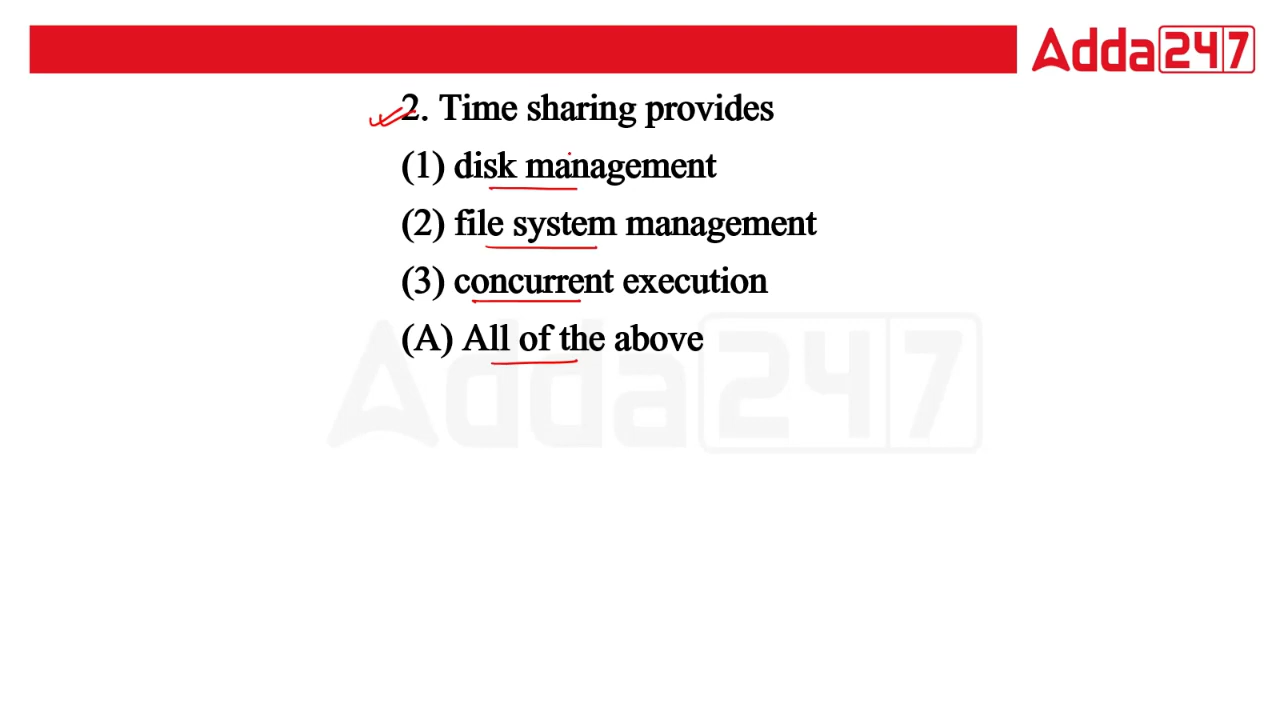 Adda247
2. Time sharing provides
(1) disk management
(2) file system management
(3) concurrent execution
(A) All of the above
Adda247